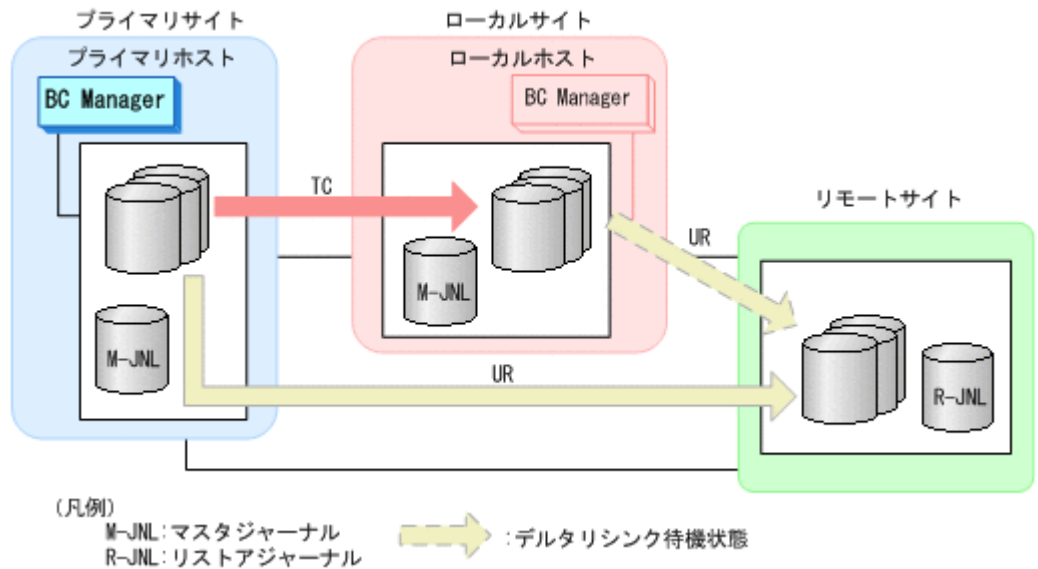 プライマリサイト
プライマリホスト
BC Manager
M-JNL
TC
ローカルサイト
ローカルホスト
BC Manager
M-JNL
UR
UR
リモートサイト
R-JNL
(凡例)
M-JNL:マスタジャーナル
R-JNL:リストアジャーナル
:デルタリシンク待機状態